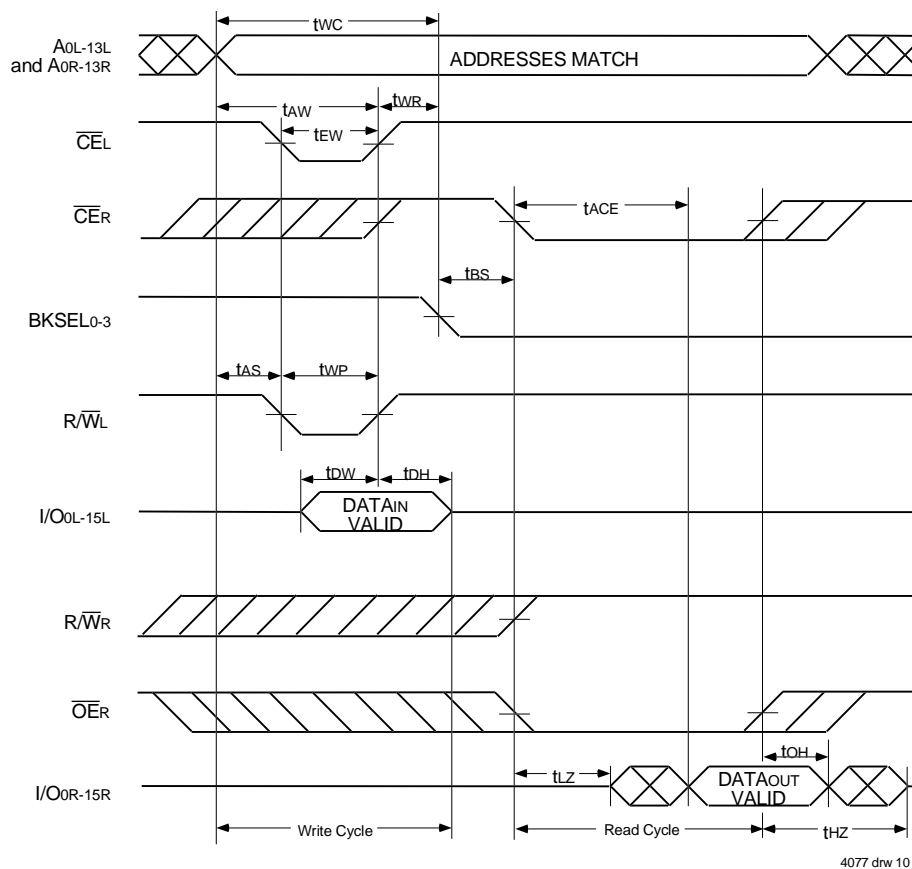 tWC
A0L-13L
and A0R-13R
ADDRESSES MATCH
tAW
tWR
CEL
tEW
CER
tACE
tBS
BKSEL0-3
tAS
tWP
R/WL
tDW
tDH
I/O0L-15L
DATAIN
VALID
R/WR
OER
tOH
I/O0R-15R
tLZ
DATAOUT
VALID
Write Cycle
Read Cycle
tHZ
4077 drw 10